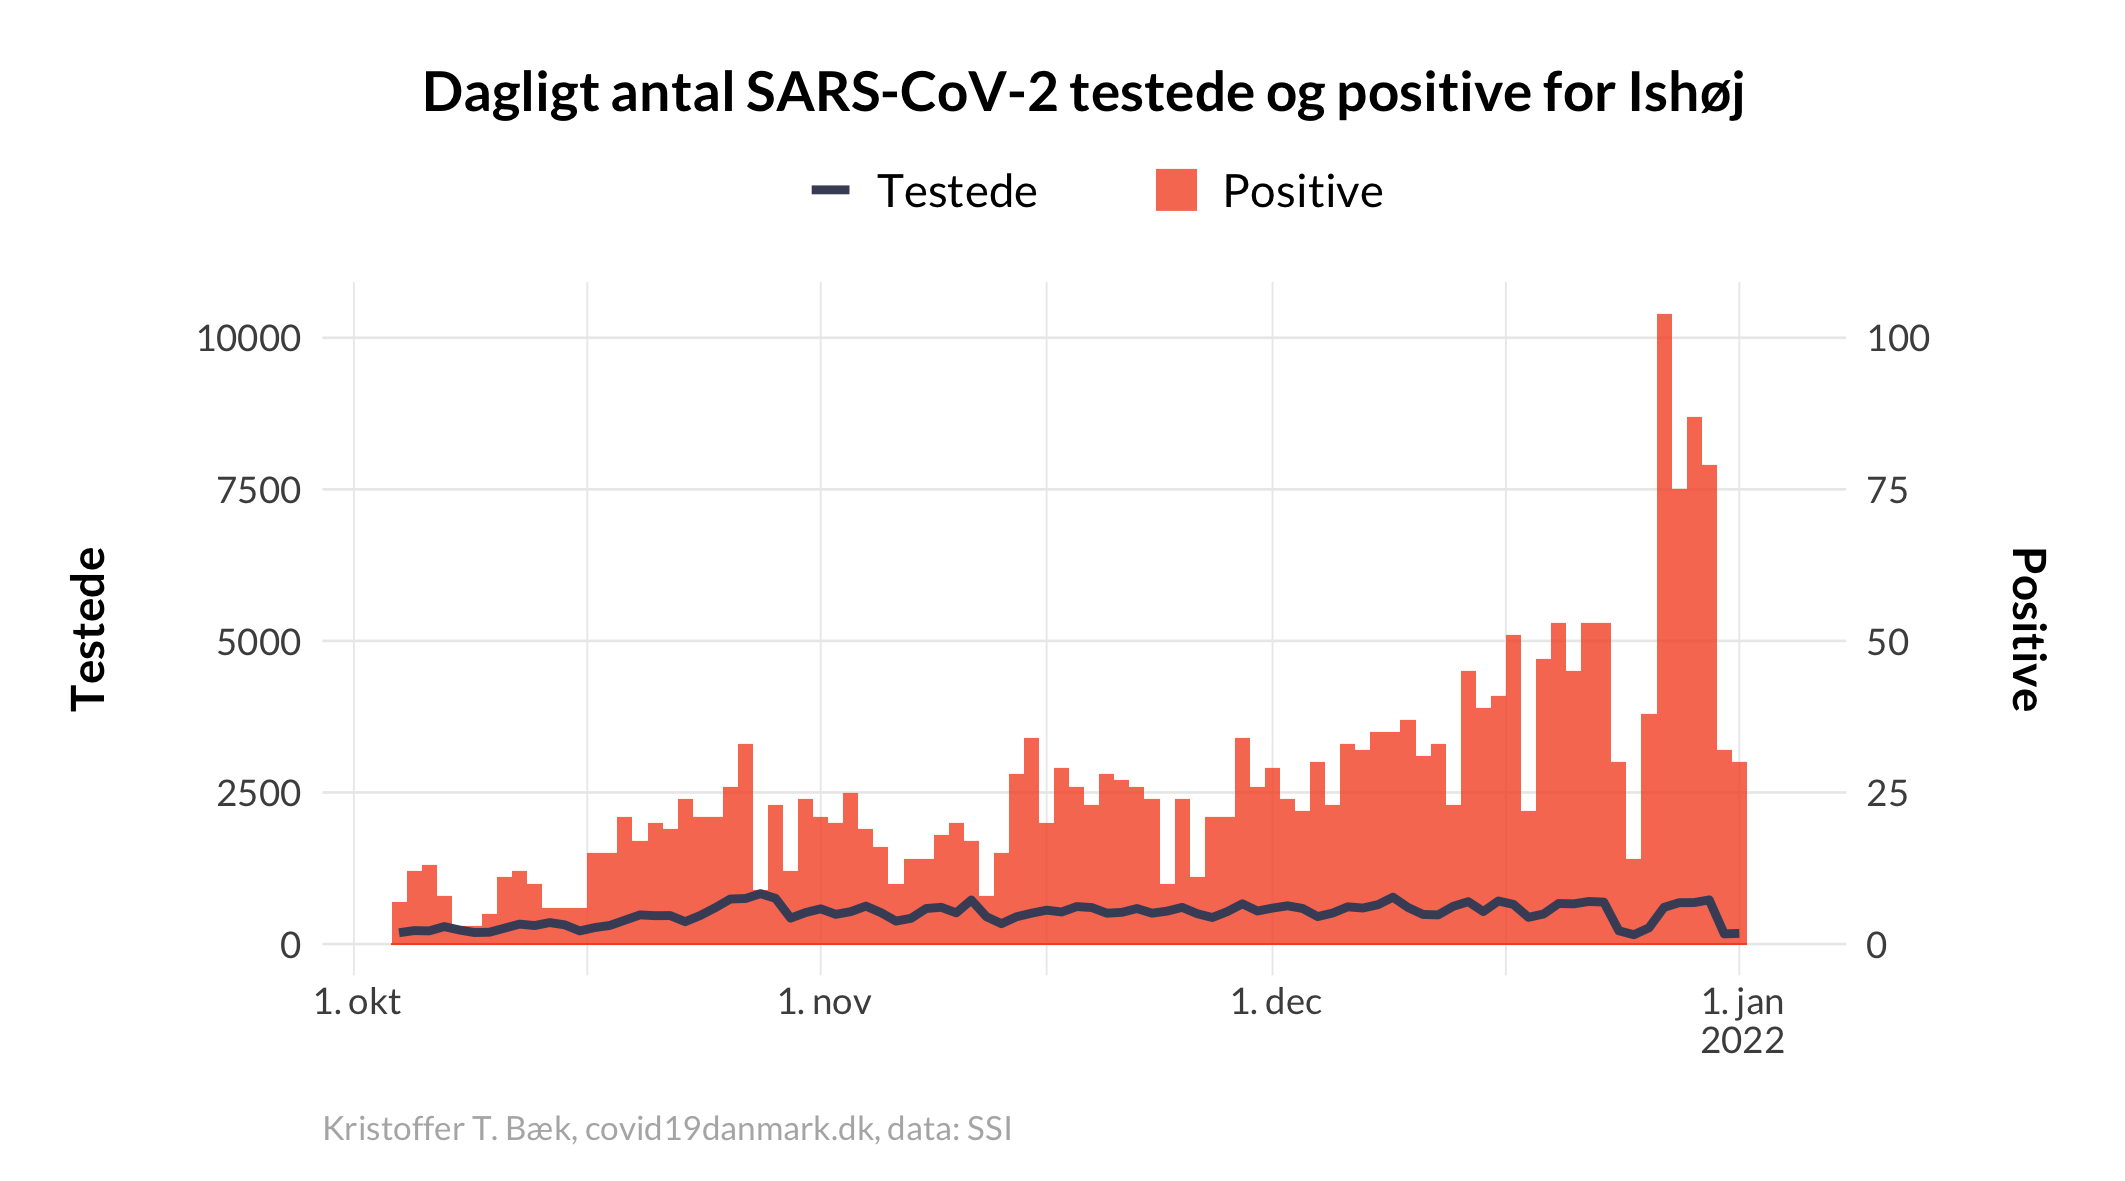 Dagligt antal SARS-CoV-2 testede og positive for Ishøj
Testede
Positive
10000
7500
5000
2500
0
100
75
50
25
0
Testede
Positive
1. okt
1. nov
1. dec
1. jan
2022
Kristoffer T. Bæk, covid19danmark.dk, data: SSI